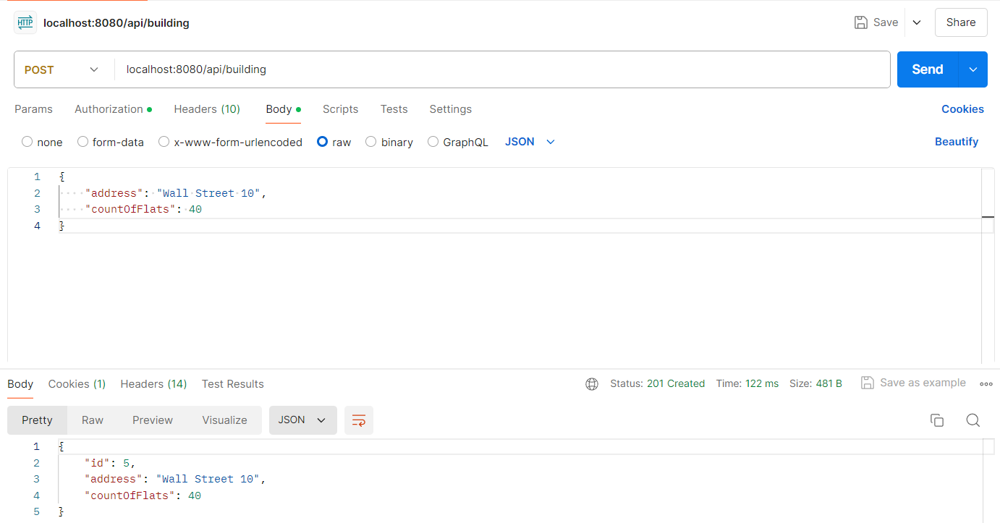 HTTP localhost:8080/api/building Save Share
POST localhost:8080/api/building Send
Params Authorization Headers (10) Body Scripts Tests Settings Cookies
none form-data x-www-form-urlencoded raw binary GraphQL JSON Beautify
1 {
2 "address": "Wall Street 10",
3 "countOfFlats": 40
4 }
Body Cookies (1) Headers (14) Test Results Status: 201 Created Time: 122 ms Size: 481 B Save as example
Pretty Raw Preview Visualize JSON
1 {
2 "id": 5,
3 "address": "Wall Street 10",
4 "countOfFlats": 40
5 }